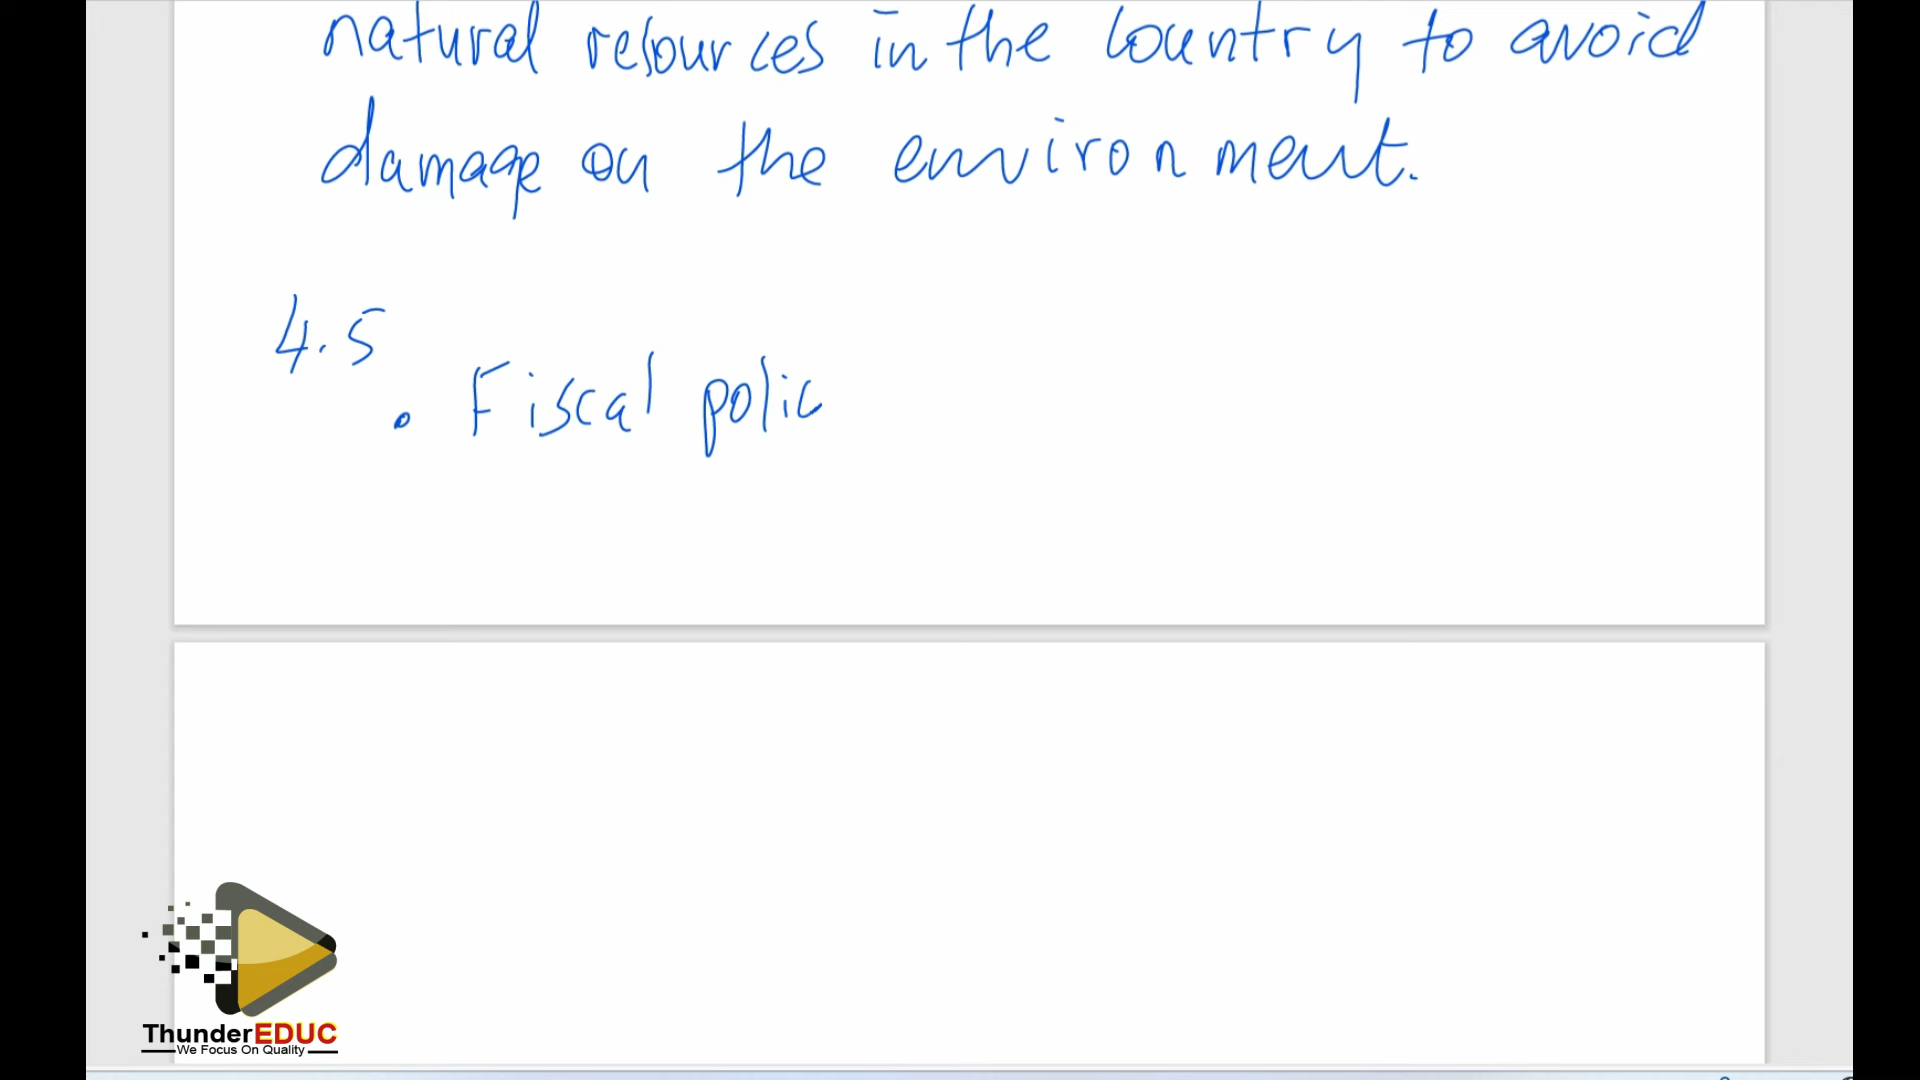 natural resources in the country to avoid
damage on the environment.
4.5
. Fiscal polic
ThunderEDUC
We Focus On Quality